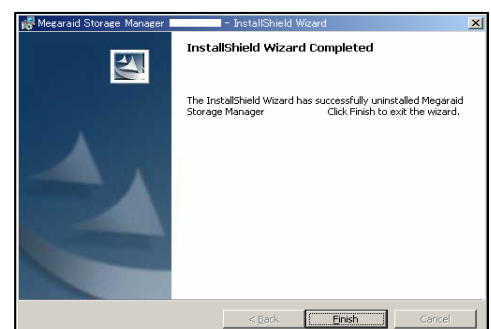 Megaraid Storage Manager - InstallShield Wizard
InstallShield Wizard Completed
The InstallShield Wizard has successfully uninstalled Megaraid
Storage Manager Click Finish to exit the wizard.
< Back Finish Cancel